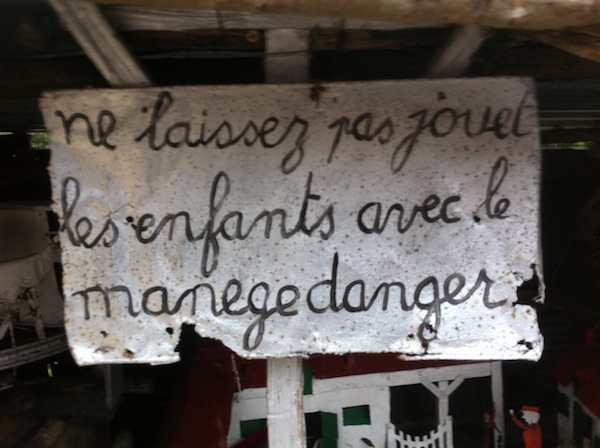 ne laissez pas jouet
les enfants avec le
manege danger